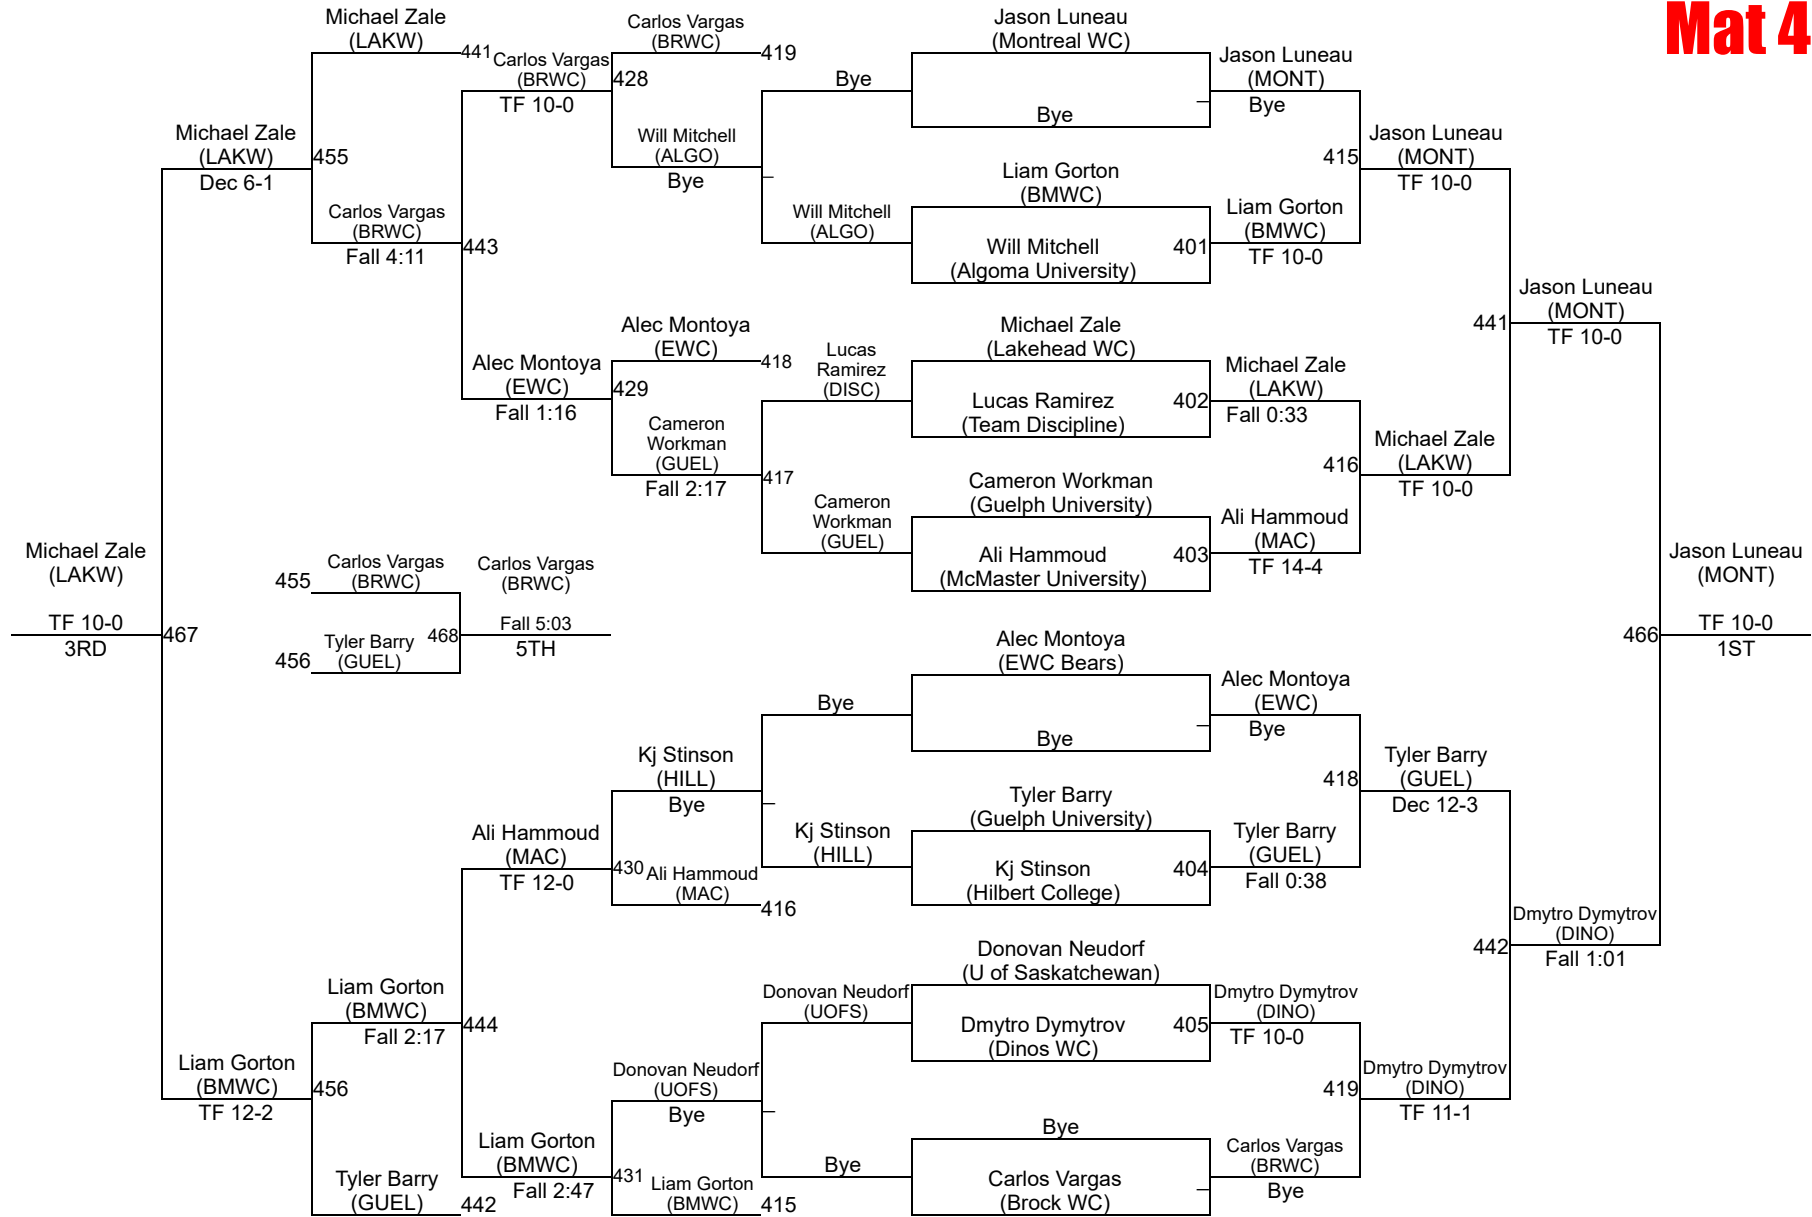 Mat 4
Michael Zale
(LAKW)
441
Carlos Vargas
(BRWC)
TF 10-0
428
Carlos Vargas
(BRWC)
419
Will Mitchell
(ALGO)
Bye
Bye
Jason Luneau
(Montreal WC)
Bye
Jason Luneau
(MONT)
Bye
Michael Zale
(LAKW)
Dec 6-1
455
Carlos Vargas
(BRWC)
Fall 4:11
443
Will Mitchell
(ALGO)
Liam Gorton
(BMWC)
Will Mitchell
(Algoma University)
401
Liam Gorton
(BMWC)
TF 10-0
415
Jason Luneau
(MONT)
TF 10-0
Alec Montoya
(EWC)
Fall 1:16
429
Alec Montoya
(EWC)
418
Cameron
Workman
(GUEL)
Fall 2:17
417
Lucas
Ramirez
(DISC)
Michael Zale
(Lakehead WC)
Lucas Ramirez
(Team Discipline)
402
Michael Zale
(LAKW)
Fall 0:33
416
Michael Zale
(LAKW)
TF 10-0
441
Jason Luneau
(MONT)
TF 10-0
Cameron
Workman
(GUEL)
Cameron Workman
(Guelph University)
Ali Hammoud
(McMaster University)
403
Ali Hammoud
(MAC)
TF 14-4
Michael Zale
(LAKW)
TF 10-0
3RD
467
455
Carlos Vargas
(BRWC)
456
Tyler Barry
(GUEL)
468
Carlos Vargas
(BRWC)
Fall 5:03
5TH
466
Jason Luneau
(MONT)
TF 10-0
1ST
Bye
Alec Montoya
(EWC Bears)
Bye
Alec Montoya
(EWC)
Bye
Kj Stinson
(HILL)
Bye
Kj Stinson
(HILL)
Tyler Barry
(Guelph University)
Kj Stinson
(Hilbert College)
404
Tyler Barry
(GUEL)
Fall 0:38
418
Tyler Barry
(GUEL)
Dec 12-3
Ali Hammoud
(MAC)
TF 12-0
430
Ali Hammoud
(MAC)
416
442
Dmytro Dymytrov
(DINO)
Fall 1:01
Liam Gorton
(BMWC)
Fall 2:17
444
Donovan Neudorf
(UOFS)
Donovan Neudorf
(U of Saskatchewan)
Dmytro Dymytrov
(Dinos WC)
405
Dmytro Dymytrov
(DINO)
TF 10-0
Liam Gorton
(BMWC)
TF 12-2
456
Donovan Neudorf
(UOFS)
Bye
419
Dmytro Dymytrov
(DINO)
TF 11-1
Tyler Barry
(GUEL)
442
Liam Gorton
(BMWC)
Fall 2:47
431
Liam Gorton
(BMWC)
415
Bye
Bye
Carlos Vargas
(Brock WC)
Carlos Vargas
(BRWC)
Bye